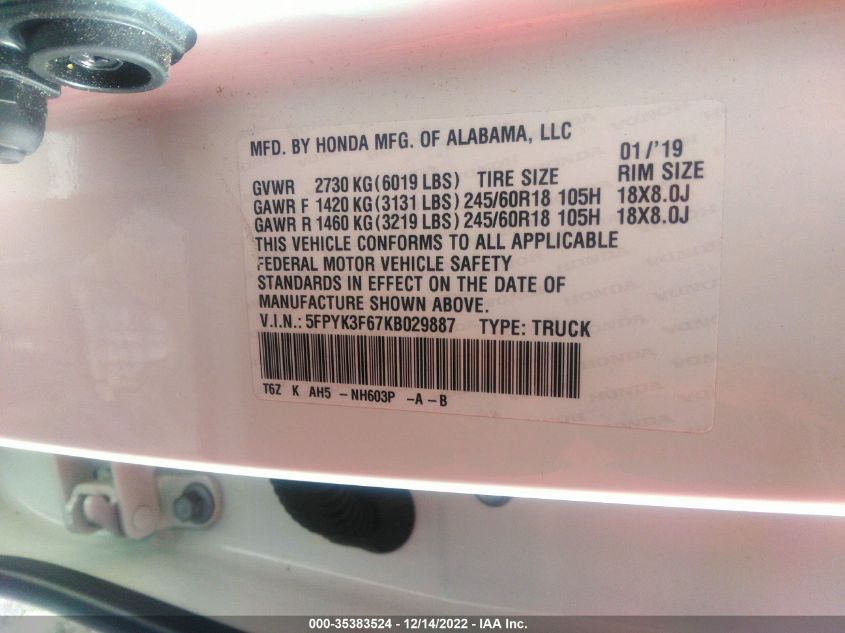 MFD. BY HONDA MFG. OF ALABAMA, LLC
01/'19
GVWR 2730 KG(6019 LBS) TIRE SIZE RIM SIZE
GAWR F 1420 KG(3131 LBS) 245/60R18 105H 18X8.0J
GAWR R 1460 KG(3219 LBS) 245/60R18 105H 18X8.0J
THIS VEHICLE CONFORMS TO ALL APPLICABLE
FEDERAL MOTOR VEHICLE SAFETY
STANDARDS IN EFFECT ON THE DATE OF
MANUFACTURE SHOWN ABOVE.
V.I.N.: 5FPYK3F67KB029887 TYPE: TRUCK
T6Z K AH5 -NH603P -A-B
000-35383524 - 12/14/2022 - IAA Inc.